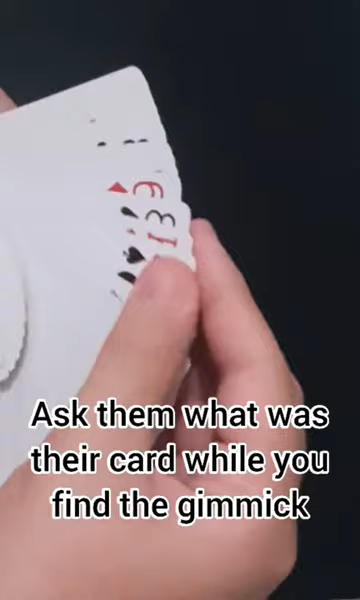 Ask them what was
their card while you
find the gimmick